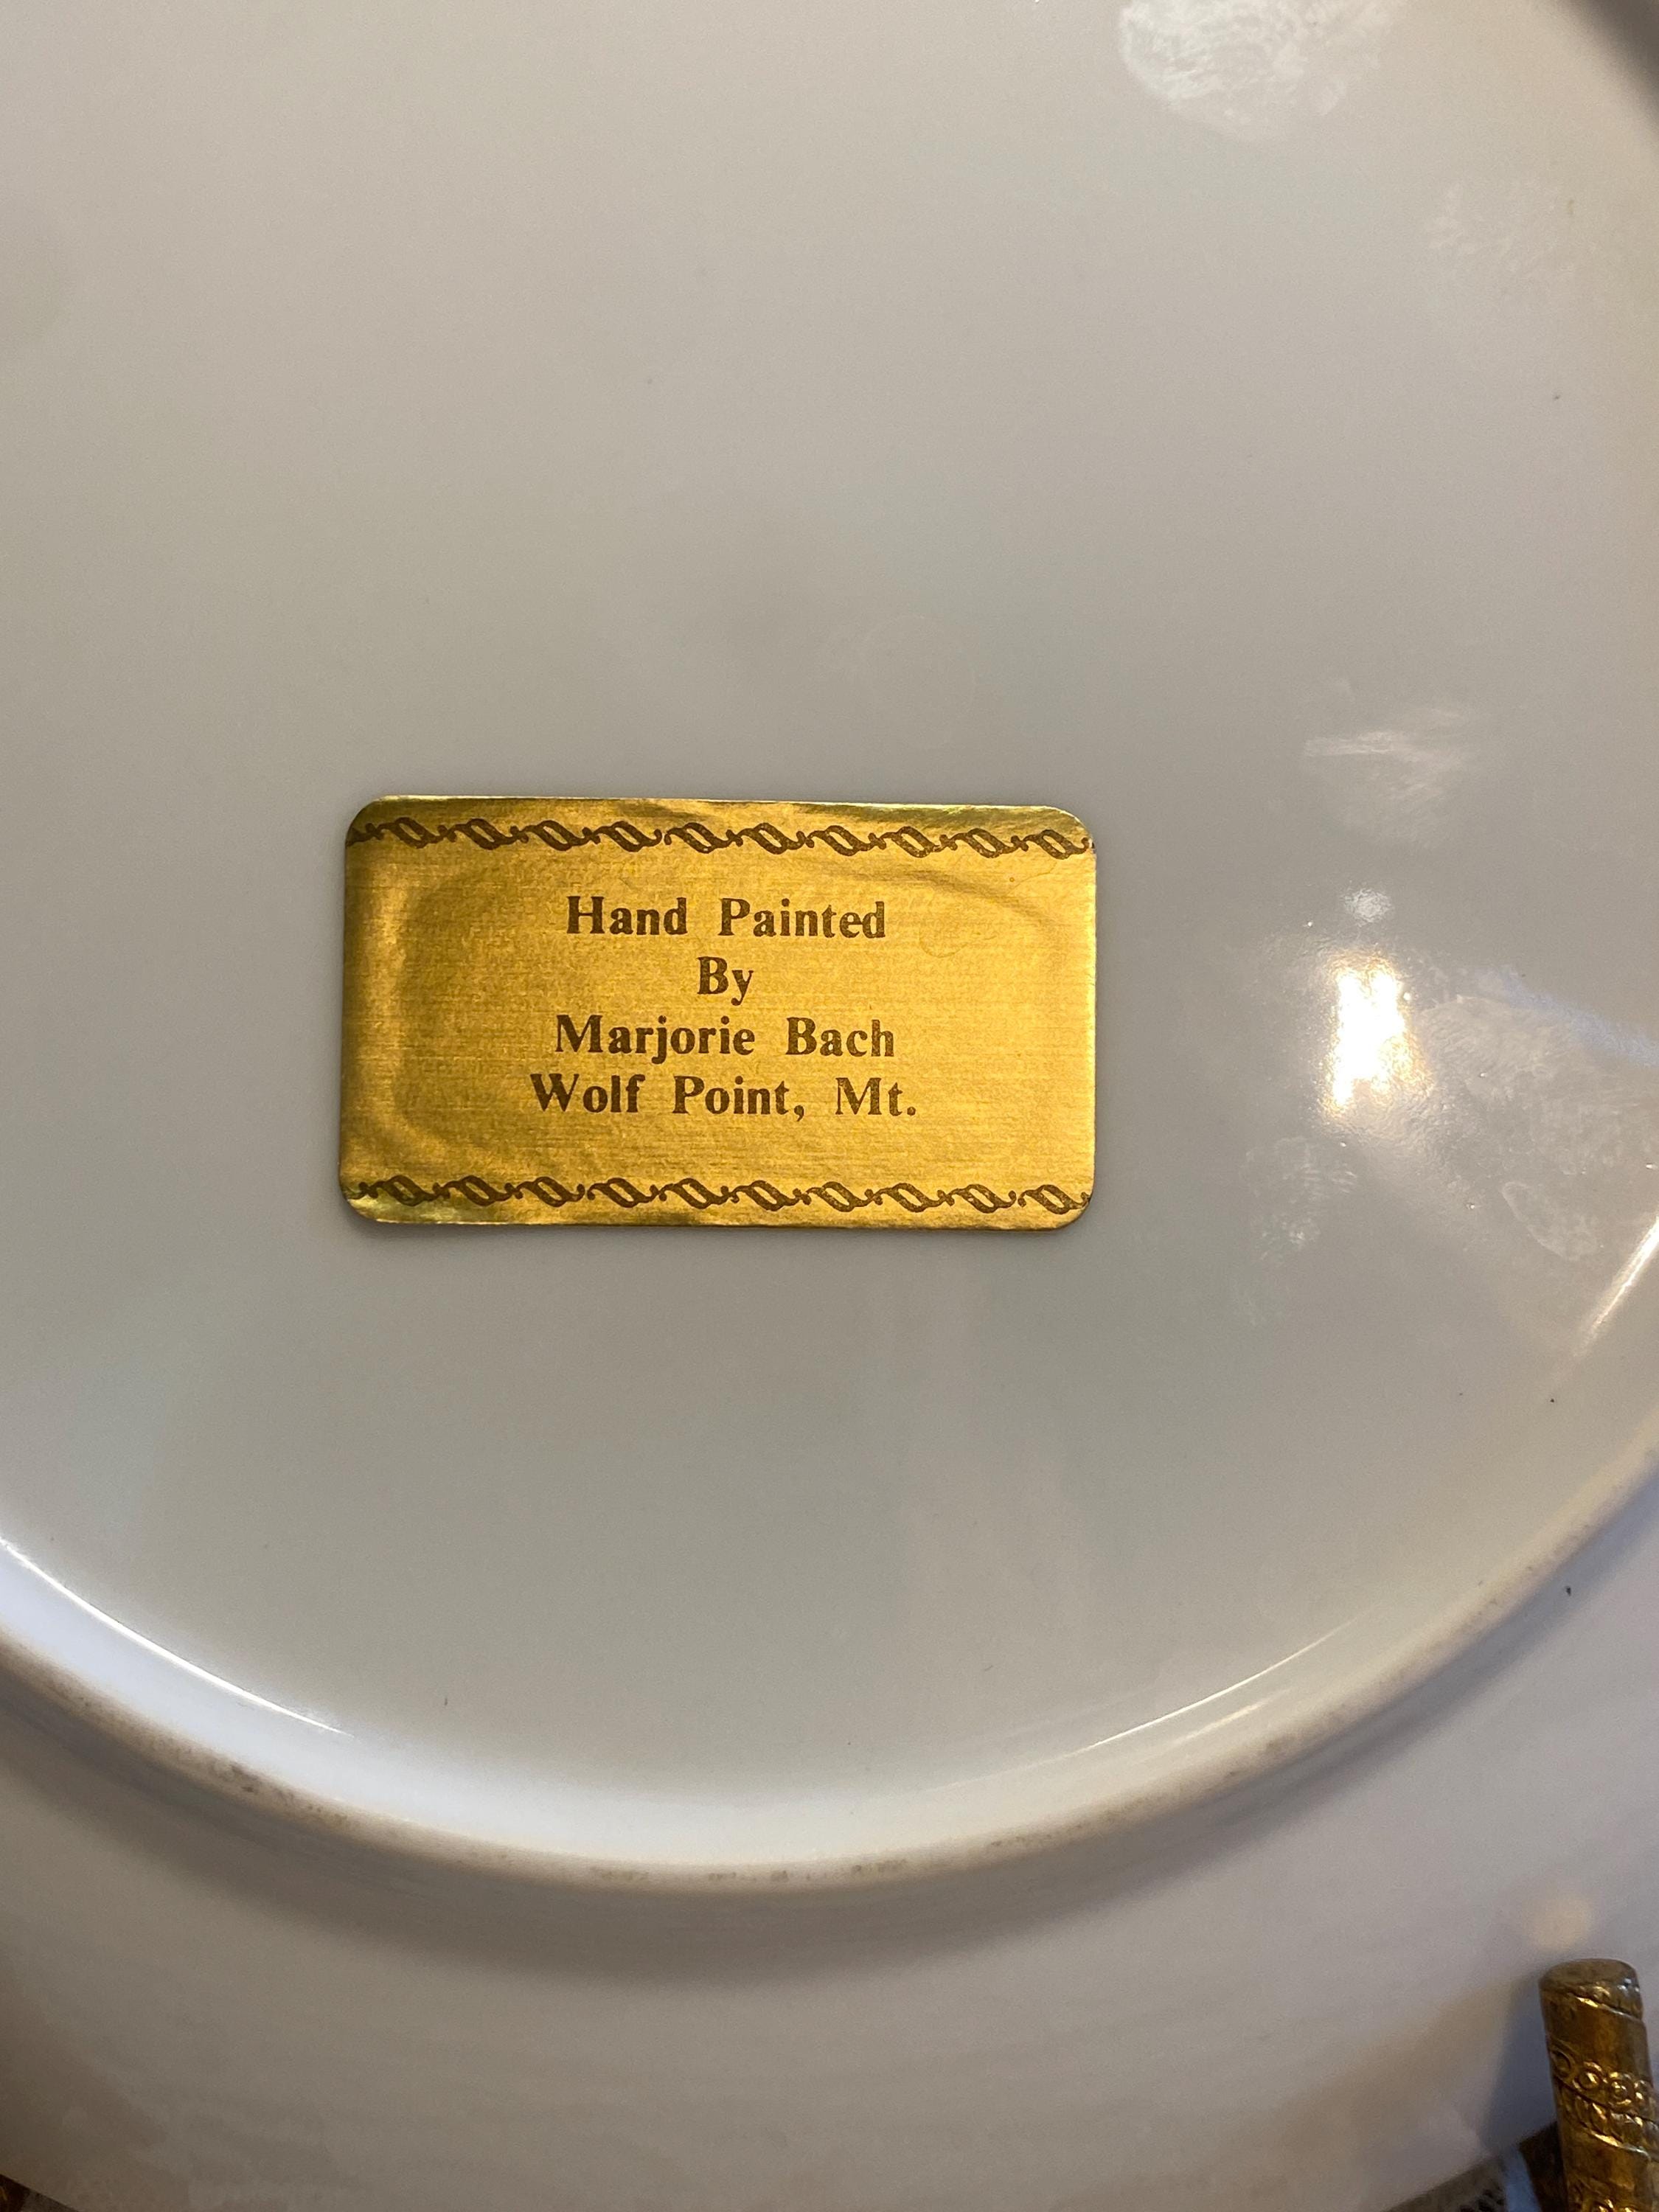 Hand Painted
By
Marjorie Bach
Wolf Point, Mt.